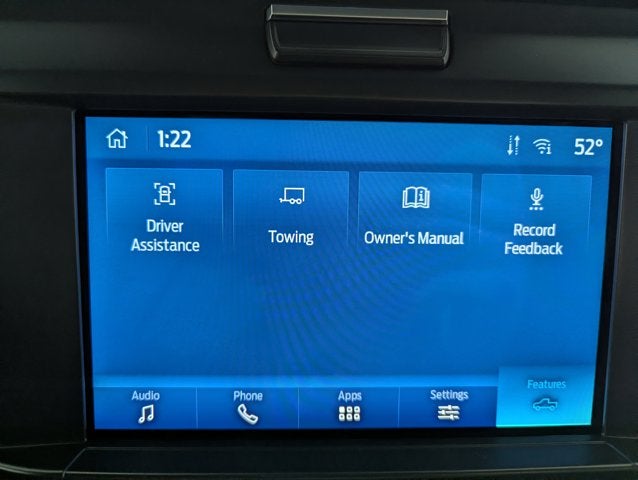 1:22
52°
Driver
Assistance
Towing
Owner's Manual
Record
Feedback
Audio
Phone
Apps
Settings
Features